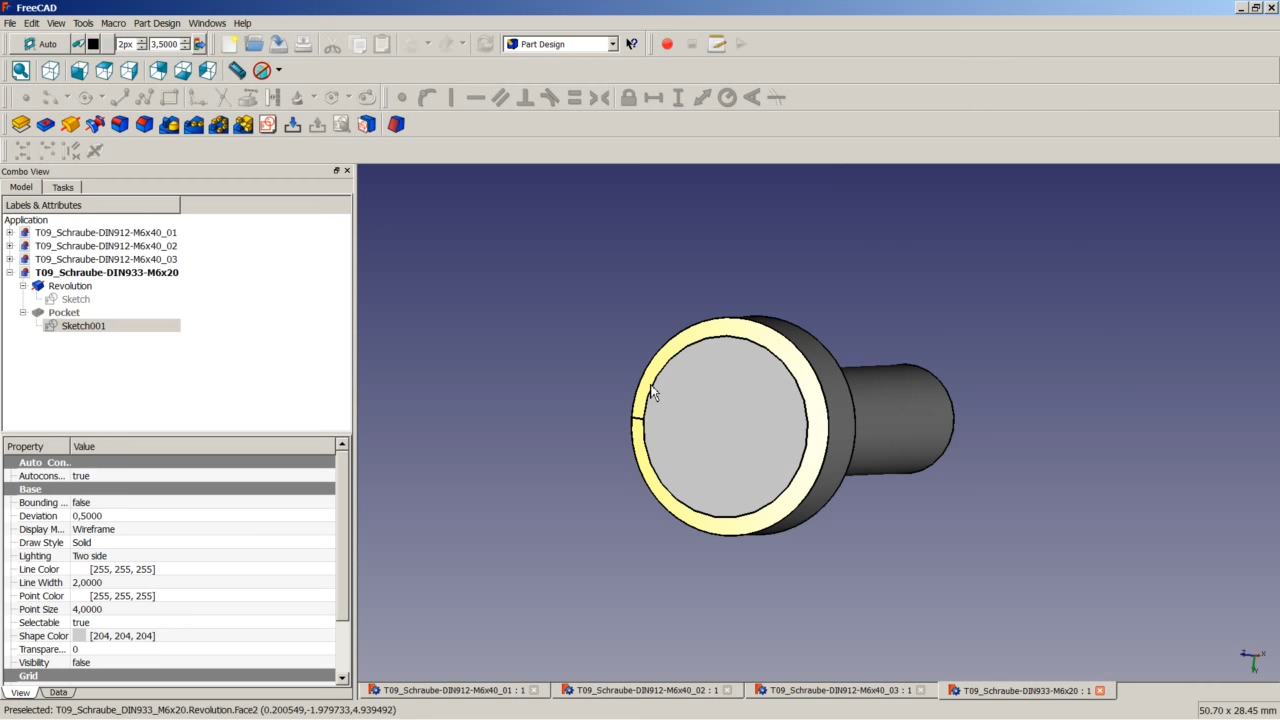 FreeCAD
File Edit View Tools Macro Part Design Windows Help
Auto 2px 3,5000 Part Design
Combo View
Model Tasks
Labels & Attributes
Application
T09_Schraube-DIN912-M6x40_01
T09_Schraube-DIN912-M6x40_02
T09_Schraube-DIN912-M6x40_03
T09_Schraube-DIN933-M6x20
Revolution
Sketch
Pocket
Sketch001
Property Value
Auto Con..
Autocons... true
Base
Bounding ... false
Deviation 0,5000
Display M... Wireframe
Draw Style Solid
Lighting Two side
Line Color [255, 255, 255]
Line Width 2,0000
Point Color [255, 255, 255]
Point Size 4,0000
Selectable true
Shape Color [204, 204, 204]
Transpare... 0
Visibility false
Grid
View Data
T09_Schraube-DIN912-M6x40_01 : 1 T09_Schraube-DIN912-M6x40_02 : 1 T09_Schraube-DIN912-M6x40_03 : 1 T09_Schraube-DIN933-M6x20 : 1
Preselected: T09_Schraube_DIN933_M6x20.Revolution.Face2 (0.200549,-1.979733,4.939492) 50.70 x 28.45 mm